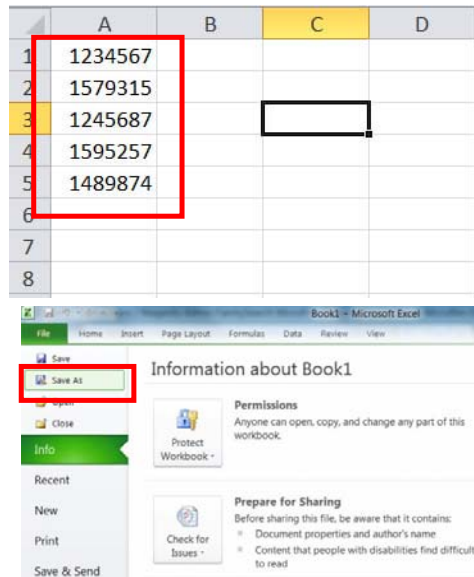 A B C D
1 1234567
2 1579315
3 1245687
4 1595257
5 1489874
6
7
8
Book1 - Microsoft Excel
File Home Insert Page Layout Formulas Data Review View
Save
Save As
Open
Close
Info
Recent
New
Print
Save & Send
Information about Book1
Protect
Workbook
Permissions
Anyone can open, copy, and change any part of this
workbook.
Check for
Issues
Prepare for Sharing
Before sharing this file, be aware that it contains:
Document properties and author's name
Content that people with disabilities find difficult
to read